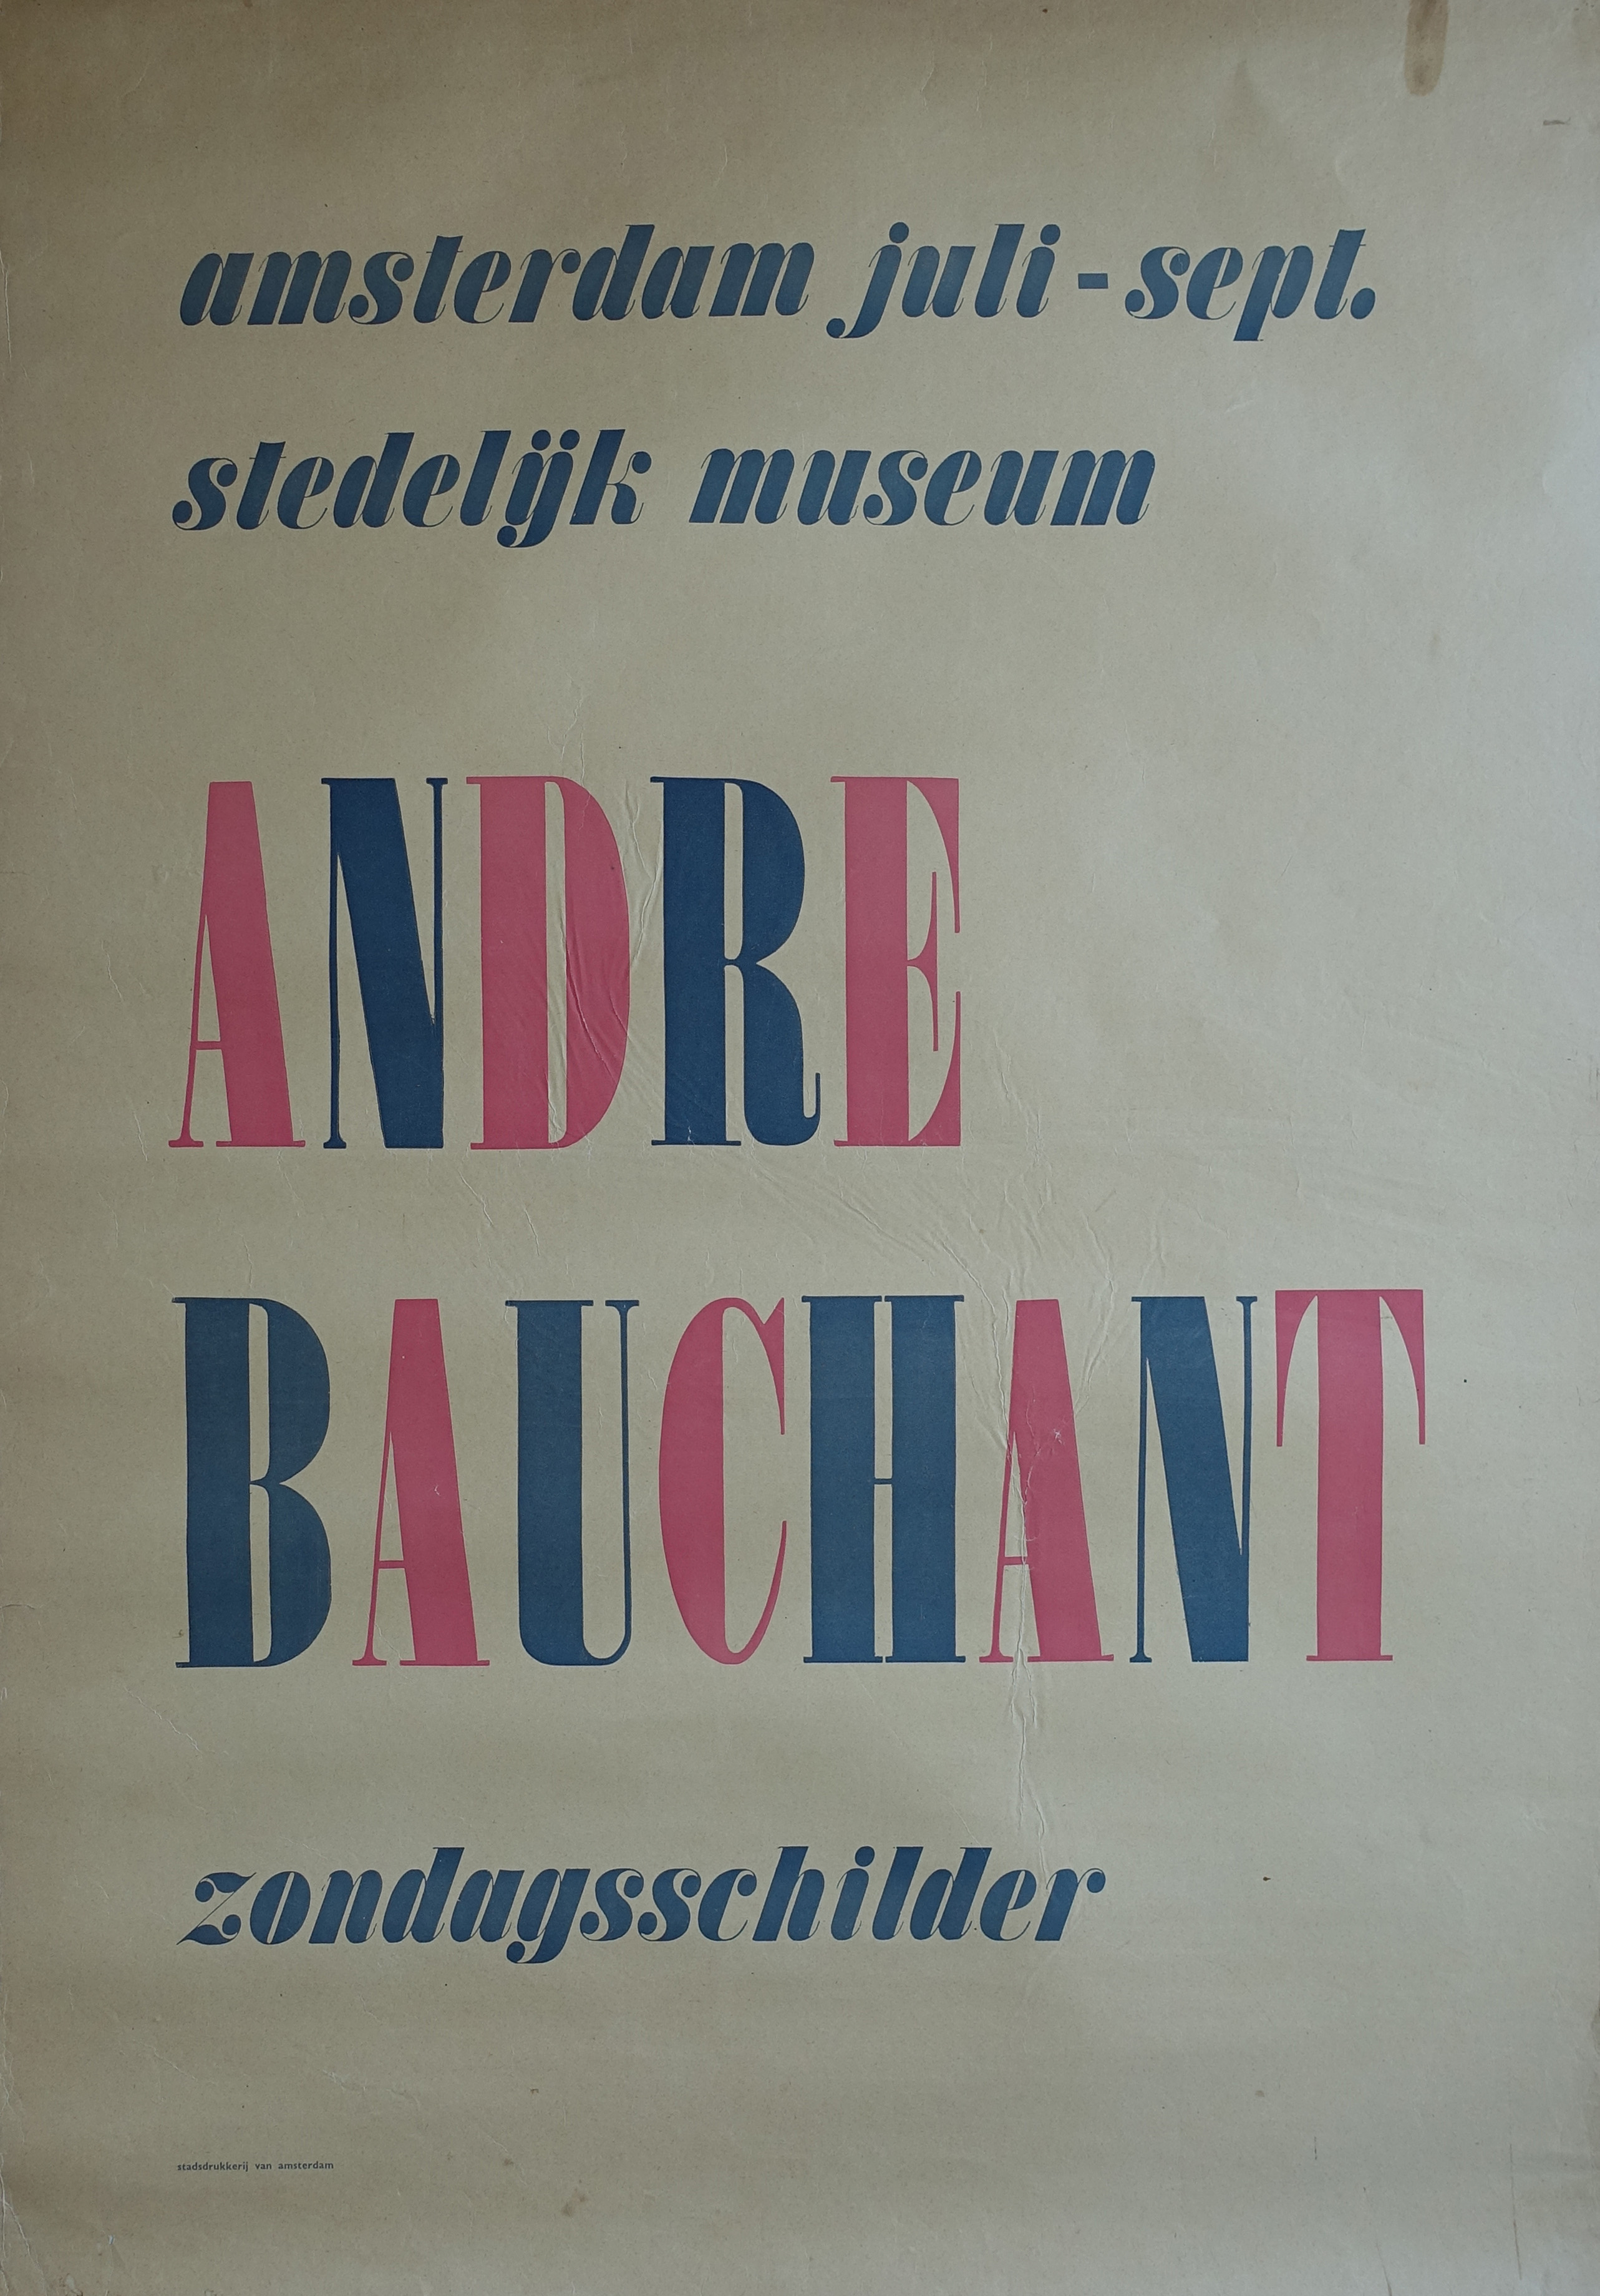 amsterdam juli - sept.
stedelijk museum
ANDRE
BAUCHANT
zondagsschilder
stadsdrukkerij van amsterdam